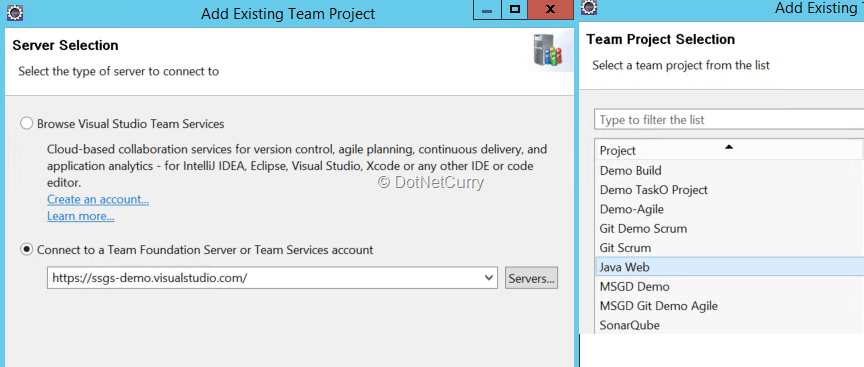 Add Existing Team Project
Server Selection
Select the type of server to connect to
Browse Visual Studio Team Services
Cloud-based collaboration services for version control, agile planning, continuous delivery, and
application analytics - for IntelliJ IDEA, Eclipse, Visual Studio, Xcode or any other IDE or code
editor.
© DotNetCurry
Create an account...
Learn more...
Connect to a Team Foundation Server or Team Services account
https://ssgs-demo.visualstudio.com/
Servers...
Add Existing T
Team Project Selection
Select a team project from the list
Type to filter the list
Project
Demo Build
Demo TaskO Project
Demo-Agile
Git Demo Scrum
Git Scrum
Java Web
MSGD Demo
MSGD Git Demo Agile
SonarQube